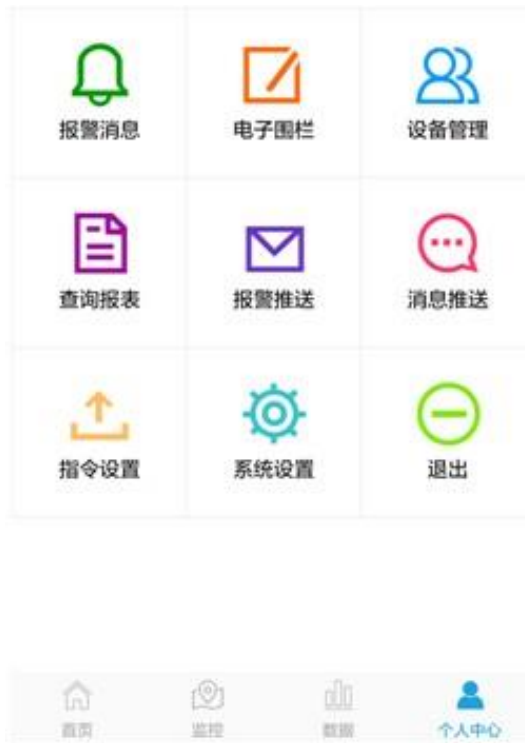 报警消息 电子围栏 设备管理
查询报表 报警推送 消息推送
指令设置 系统设置 退出
首页 监控 数据 个人中心